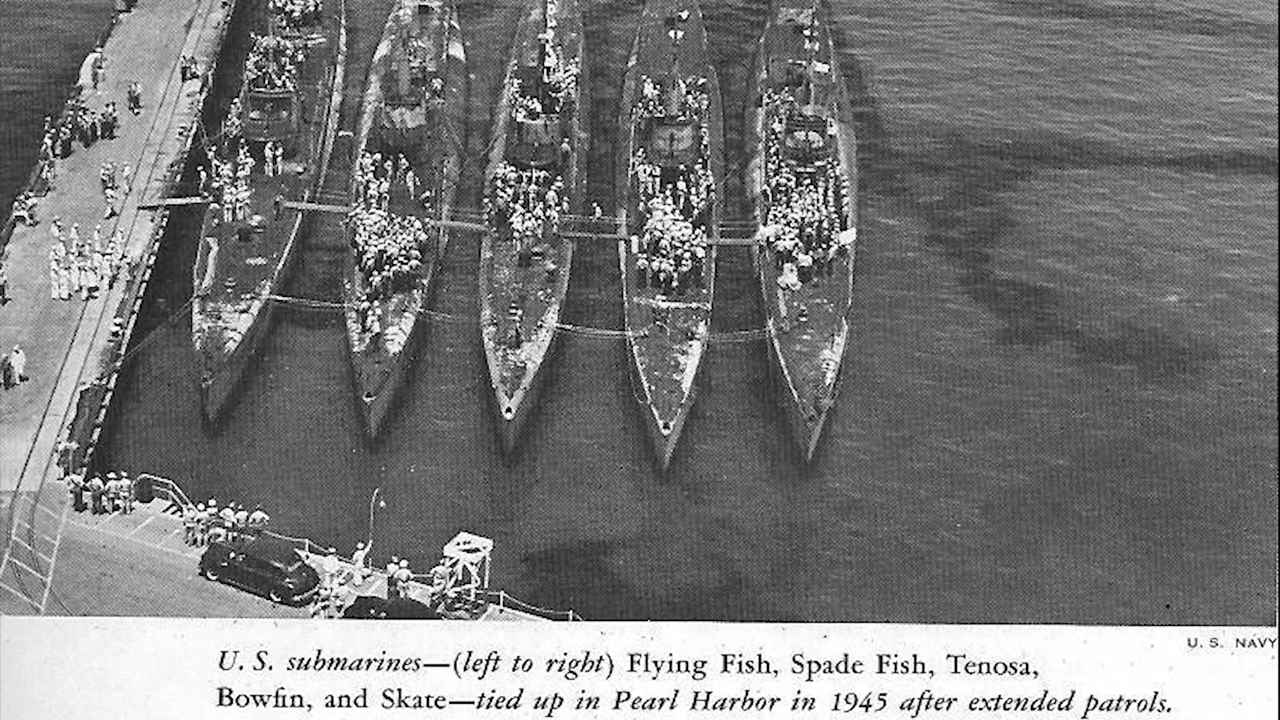 U. S. NAVY
U. S. submarines—(left to right) Flying Fish, Spade Fish, Tenosa,
Bowfin, and Skate—tied up in Pearl Harbor in 1945 after extended patrols.